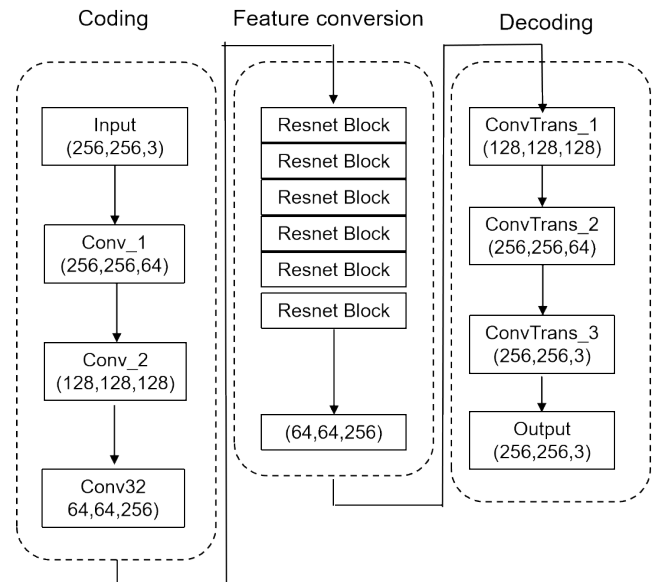 Coding
Input
(256,256,3)
Conv_1
(256,256,64)
Conv_2
(128,128,128)
Conv32
64,64,256)
Feature conversion
Resnet Block
Resnet Block
Resnet Block
Resnet Block
Resnet Block
Resnet Block
(64,64,256)
Decoding
ConvTrans_1
(128,128,128)
ConvTrans_2
(256,256,64)
ConvTrans_3
(256,256,3)
Output
(256,256,3)